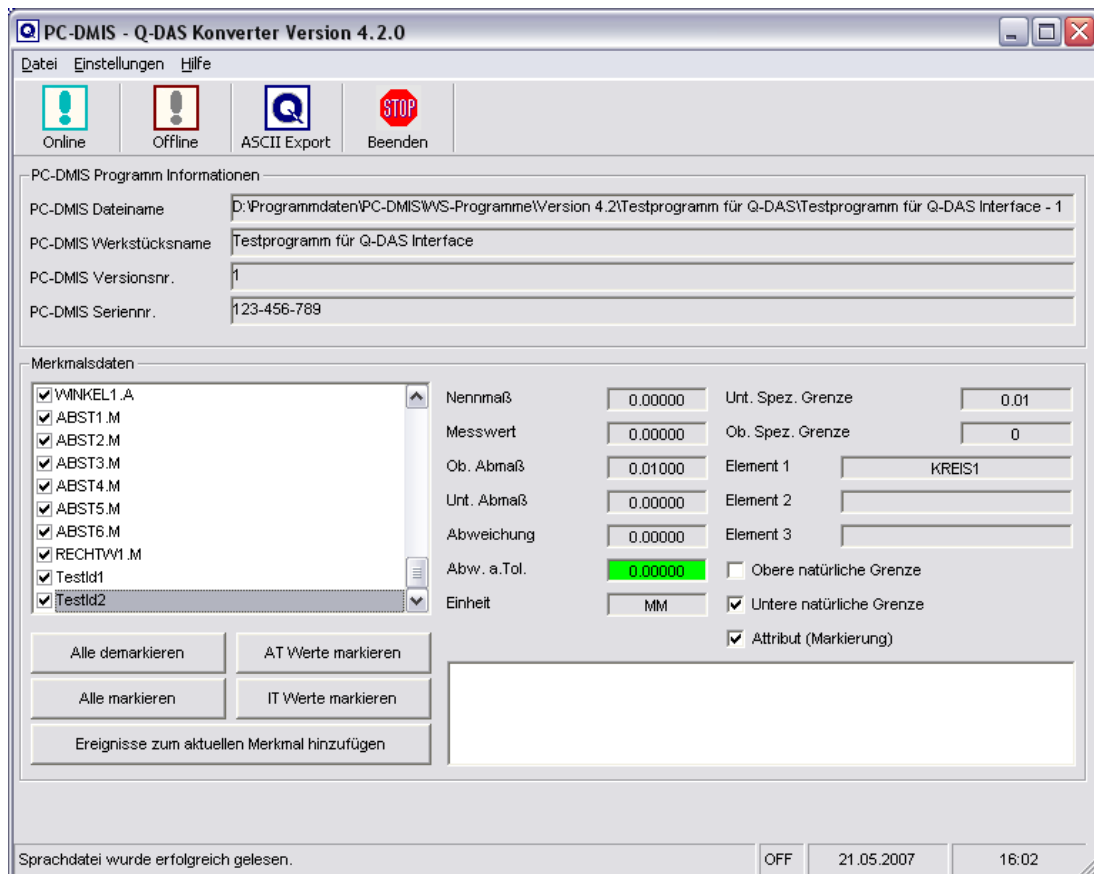 PC-DMIS - Q-DAS Konverter Version 4.2.0
Datei Einstellungen Hilfe
Online Offline ASCII Export STOP Beenden
PC-DMIS Programm Informationen
PC-DMIS Dateiname D:\Programmdaten\PC-DMIS\WS-Programme\Version 4.2\Testprogramm für Q-DAS\Testprogramm für Q-DAS Interface - 1
PC-DMIS Werkstücksname Testprogramm für Q-DAS Interface
PC-DMIS Versionsnr. 1
PC-DMIS Seriennr. 123-456-789
Merkmalsdaten
WINKEL1.A
ABST1.M
ABST2.M
ABST3.M
ABST4.M
ABST5.M
ABST6.M
RECHTW1.M
TestId1
TestId2
Nennmaß 0.00000
Messwert 0.00000
Ob. Abmaß 0.01000
Unt. Abmaß 0.00000
Abweichung 0.00000
Abw. a.Tol. 0.00000
Einheit MM
Unt. Spez. Grenze 0.01
Ob. Spez. Grenze 0
Element 1 KREIS1
Element 2
Element 3
Obere natürliche Grenze
Untere natürliche Grenze
Attribut (Markierung)
Alle demarkieren AT Werte markieren
Alle markieren IT Werte markieren
Ereignisse zum aktuellen Merkmal hinzufügen
Sprachdatei wurde erfolgreich gelesen. OFF 21.05.2007 16:02